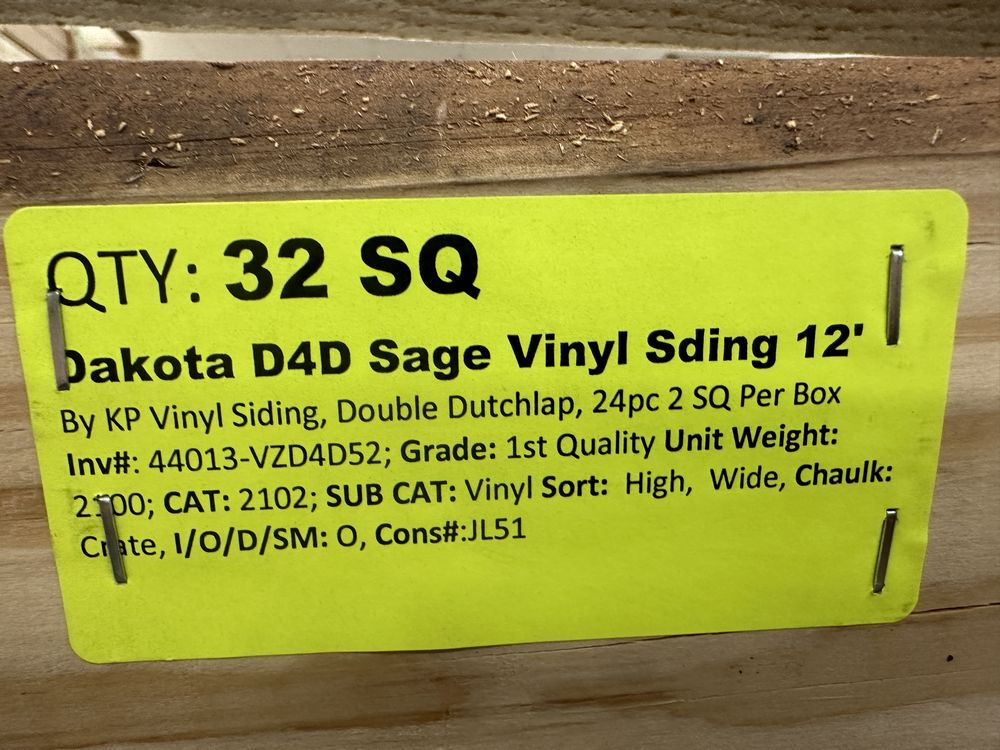 QTY: 32 SQ
Dakota D4D Sage Vinyl Sding 12'
By KP Vinyl Siding, Double Dutchlap, 24pc 2 SQ Per Box
Inv#: 44013-VZD4D52; Grade: 1st Quality Unit Weight:
2100; CAT: 2102; SUB CAT: Vinyl Sort: High, Wide, Chaulk:
Crate, I/O/D/SM: O, Cons#:JL51